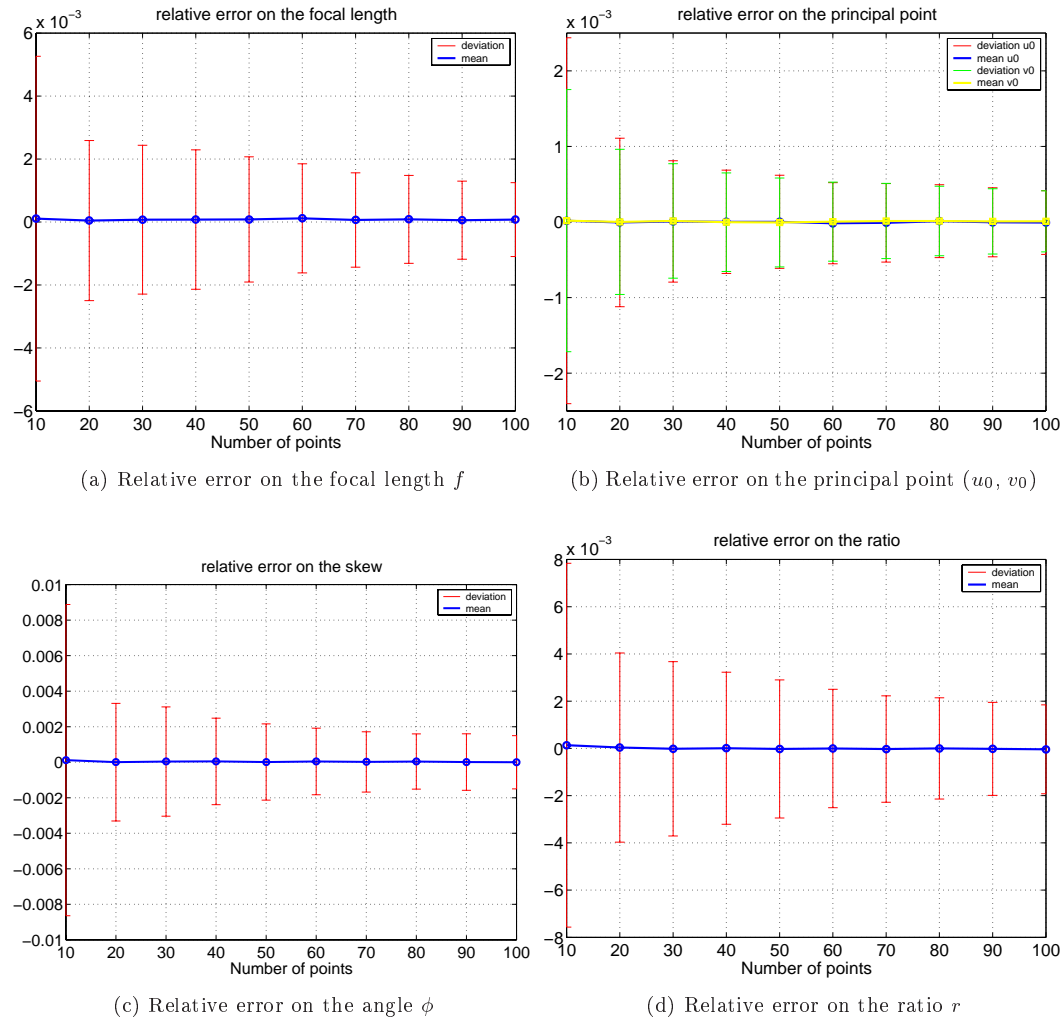 x 10⁻³
relative error on the focal length
deviation
mean
6
4
2
0
−2
−4
−6
10 20 30 40 50 60 70 80 90 100
Number of points
(a) Relative error on the focal length f
x 10⁻³
relative error on the principal point
deviation u0
mean u0
deviation v0
mean v0
2
1
0
−1
−2
10 20 30 40 50 60 70 80 90 100
Number of points
(b) Relative error on the principal point (u₀, v₀)
relative error on the skew
deviation
mean
0.01
0.008
0.006
0.004
0.002
0
−0.002
−0.004
−0.006
−0.008
−0.01
10 20 30 40 50 60 70 80 90 100
Number of points
(c) Relative error on the angle ϕ
x 10⁻³
relative error on the ratio
deviation
mean
8
6
4
2
0
−2
−4
−6
−8
10 20 30 40 50 60 70 80 90 100
Number of points
(d) Relative error on the ratio r